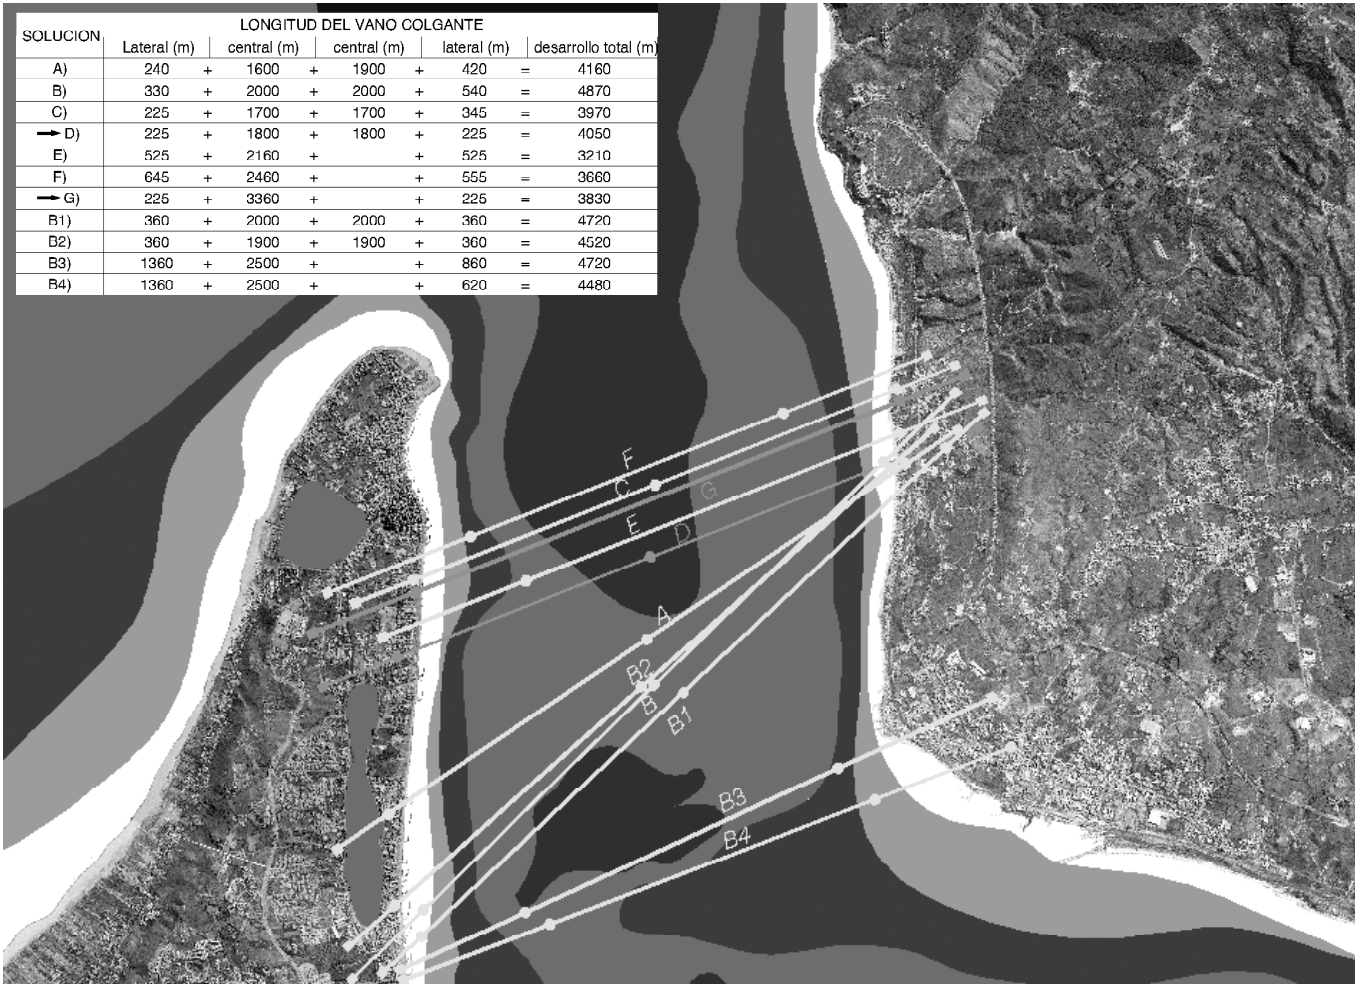 LONGITUD DEL VANO COLGANTE
SOLUCION Lateral (m) central (m) central (m) lateral (m) desarrollo total (m)
A) 240 + 1600 + 1900 + 420 = 4160
B) 330 + 2000 + 2000 + 540 = 4870
C) 225 + 1700 + 1700 + 345 = 3970
D) 225 + 1800 + 1800 + 225 = 4050
E) 525 + 2160 + + 525 = 3210
F) 645 + 2460 + + 555 = 3660
G) 225 + 3360 + + 225 = 3830
B1) 360 + 2000 + 2000 + 360 = 4720
B2) 360 + 1900 + 1900 + 360 = 4520
B3) 1360 + 2500 + + 860 = 4720
B4) 1360 + 2500 + + 620 = 4480
F
C
G
E
D
A
B2
B
B1
B3
B4